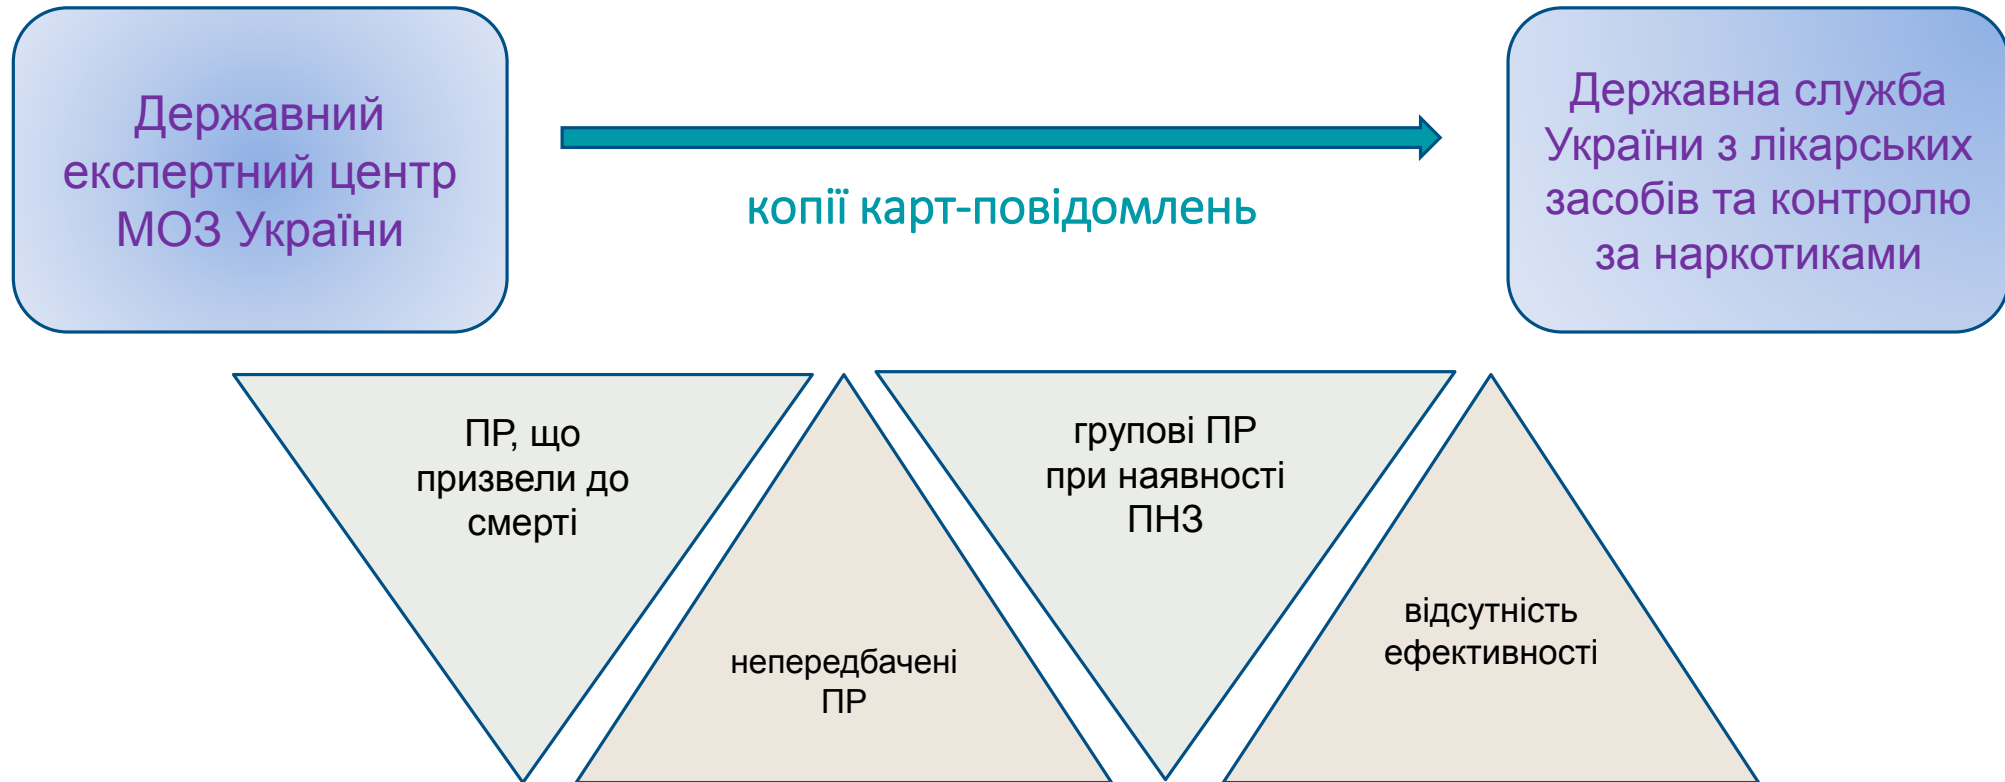 Державний
експертний центр
МОЗ України
копії карт-повідомлень
Державна служба
України з лікарських
засобів та контролю
за наркотиками
ПР, що
призвели до
смерті
непередбачені
ПР
групові ПР
при наявності
ПНЗ
відсутність
ефективності